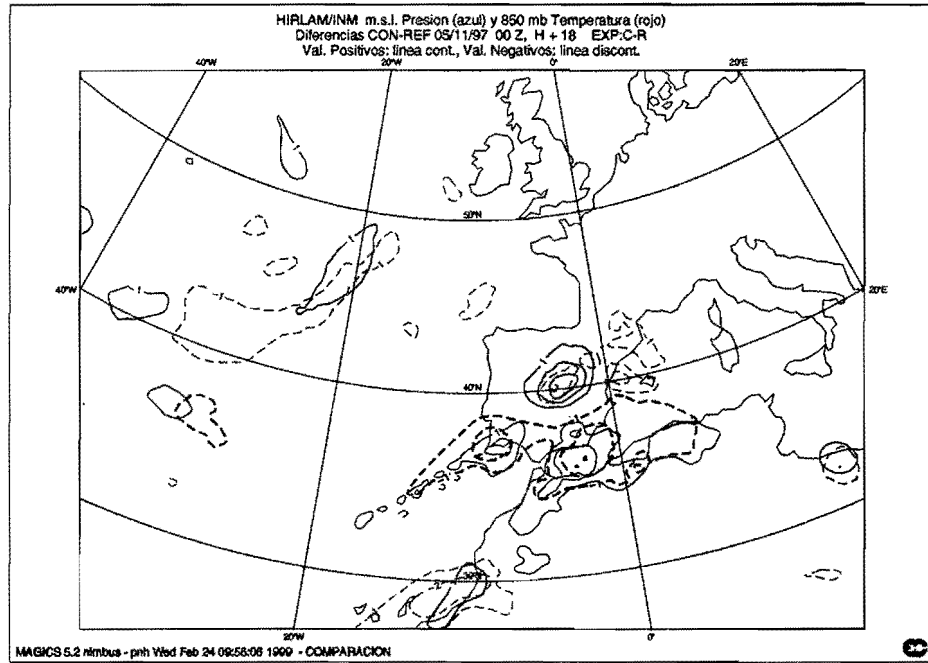 HIRLAM/INM m.s.l. Presion (azul) y 850 mb Temperatura (rojo)
Diferencias CON-REF 05/11/97 00 Z, H + 18 EXP:C-R
Val. Positivos: linea cont., Val. Negativos: linea discont.
40°W 20°W 0° 20°E
50°N
40°W 20°E
40°N
30°N
20°W 0°
MAGICS 5.2 nimbus - pnh Wed Feb 24 09:58:06 1999 - COMPARACION